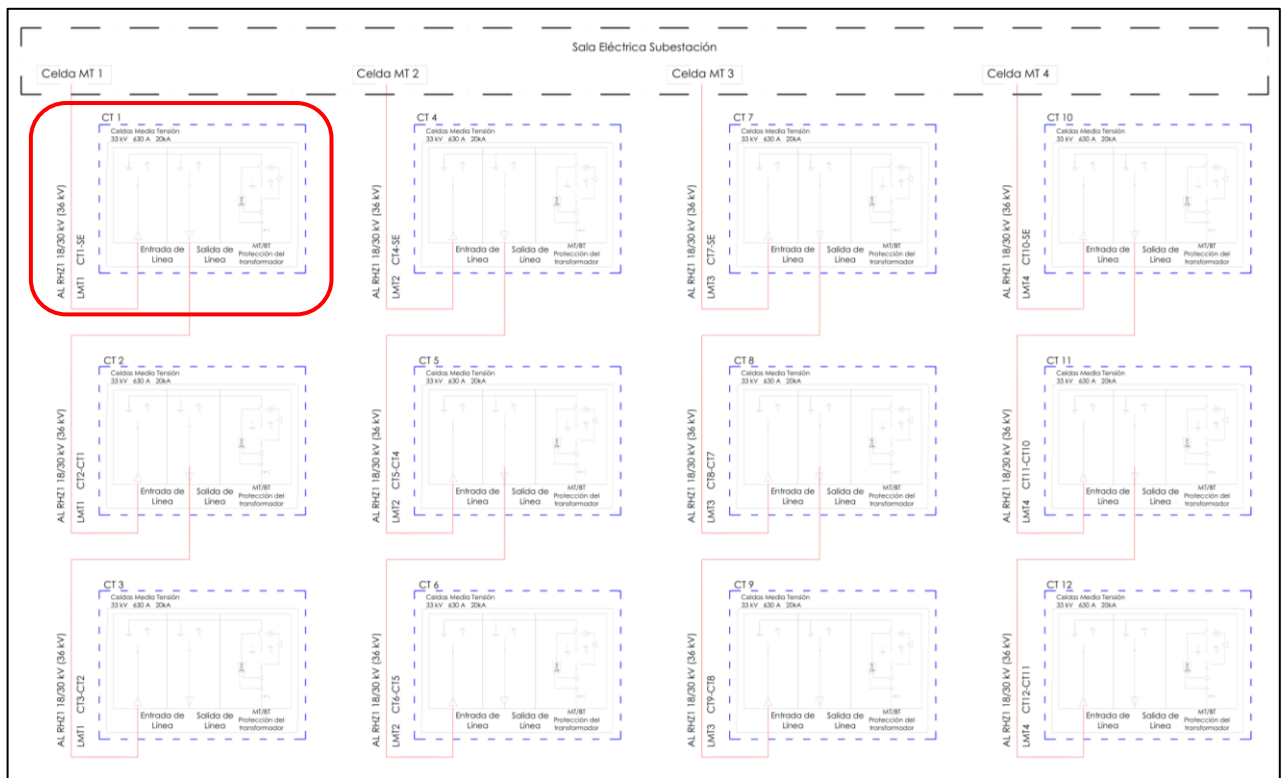 Sala Eléctrica Subestación
Celda MT 1
Celda MT 2
Celda MT 3
Celda MT 4
CT 1
Celdas Media Tensión
33 kV 630 A 20kA
Entrada de
Línea
Salida de
Línea
MT/BT
Protección del
transformador
AL RHZ1 18/30 kV (36 kV)
LMT1 CT1-SE
CT 4
Celdas Media Tensión
33 kV 630 A 20kA
Entrada de
Línea
Salida de
Línea
MT/BT
Protección del
transformador
AL RHZ1 18/30 kV (36 kV)
LMT2 CT4-SE
CT 7
Celdas Media Tensión
33 kV 630 A 20kA
Entrada de
Línea
Salida de
Línea
MT/BT
Protección del
transformador
AL RHZ1 18/30 kV (36 kV)
LMT3 CT7-SE
CT 10
Celdas Media Tensión
33 kV 630 A 20kA
Entrada de
Línea
Salida de
Línea
MT/BT
Protección del
transformador
AL RHZ1 18/30 kV (36 kV)
LMT4 CT10-SE
CT 2
Celdas Media Tensión
33 kV 630 A 20kA
Entrada de
Línea
Salida de
Línea
MT/BT
Protección del
transformador
AL RHZ1 18/30 kV (36 kV)
LMT1 CT2-CT1
CT 5
Celdas Media Tensión
33 kV 630 A 20kA
Entrada de
Línea
Salida de
Línea
MT/BT
Protección del
transformador
AL RHZ1 18/30 kV (36 kV)
LMT2 CT5-CT4
CT 8
Celdas Media Tensión
33 kV 630 A 20kA
Entrada de
Línea
Salida de
Línea
MT/BT
Protección del
transformador
AL RHZ1 18/30 kV (36 kV)
LMT3 CT8-CT7
CT 11
Celdas Media Tensión
33 kV 630 A 20kA
Entrada de
Línea
Salida de
Línea
MT/BT
Protección del
transformador
AL RHZ1 18/30 kV (36 kV)
LMT4 CT11-CT10
CT 3
Celdas Media Tensión
33 kV 630 A 20kA
Entrada de
Línea
Salida de
Línea
MT/BT
Protección del
transformador
AL RHZ1 18/30 kV (36 kV)
LMT1 CT3-CT2
CT 6
Celdas Media Tensión
33 kV 630 A 20kA
Entrada de
Línea
Salida de
Línea
MT/BT
Protección del
transformador
AL RHZ1 18/30 kV (36 kV)
LMT2 CT6-CT5
CT 9
Celdas Media Tensión
33 kV 630 A 20kA
Entrada de
Línea
Salida de
Línea
MT/BT
Protección del
transformador
AL RHZ1 18/30 kV (36 kV)
LMT3 CT9-CT8
CT 12
Celdas Media Tensión
33 kV 630 A 20kA
Entrada de
Línea
Salida de
Línea
MT/BT
Protección del
transformador
AL RHZ1 18/30 kV (36 kV)
LMT4 CT12-CT11